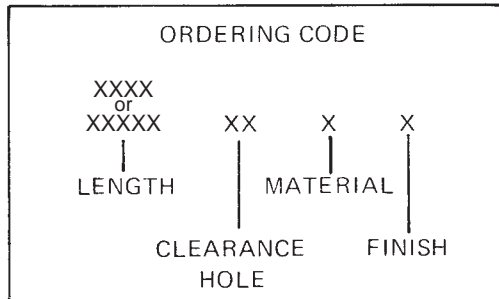 ORDERING CODE
XXXX
or
XXXXX XX X X
LENGTH MATERIAL
CLEARANCE FINISH
HOLE